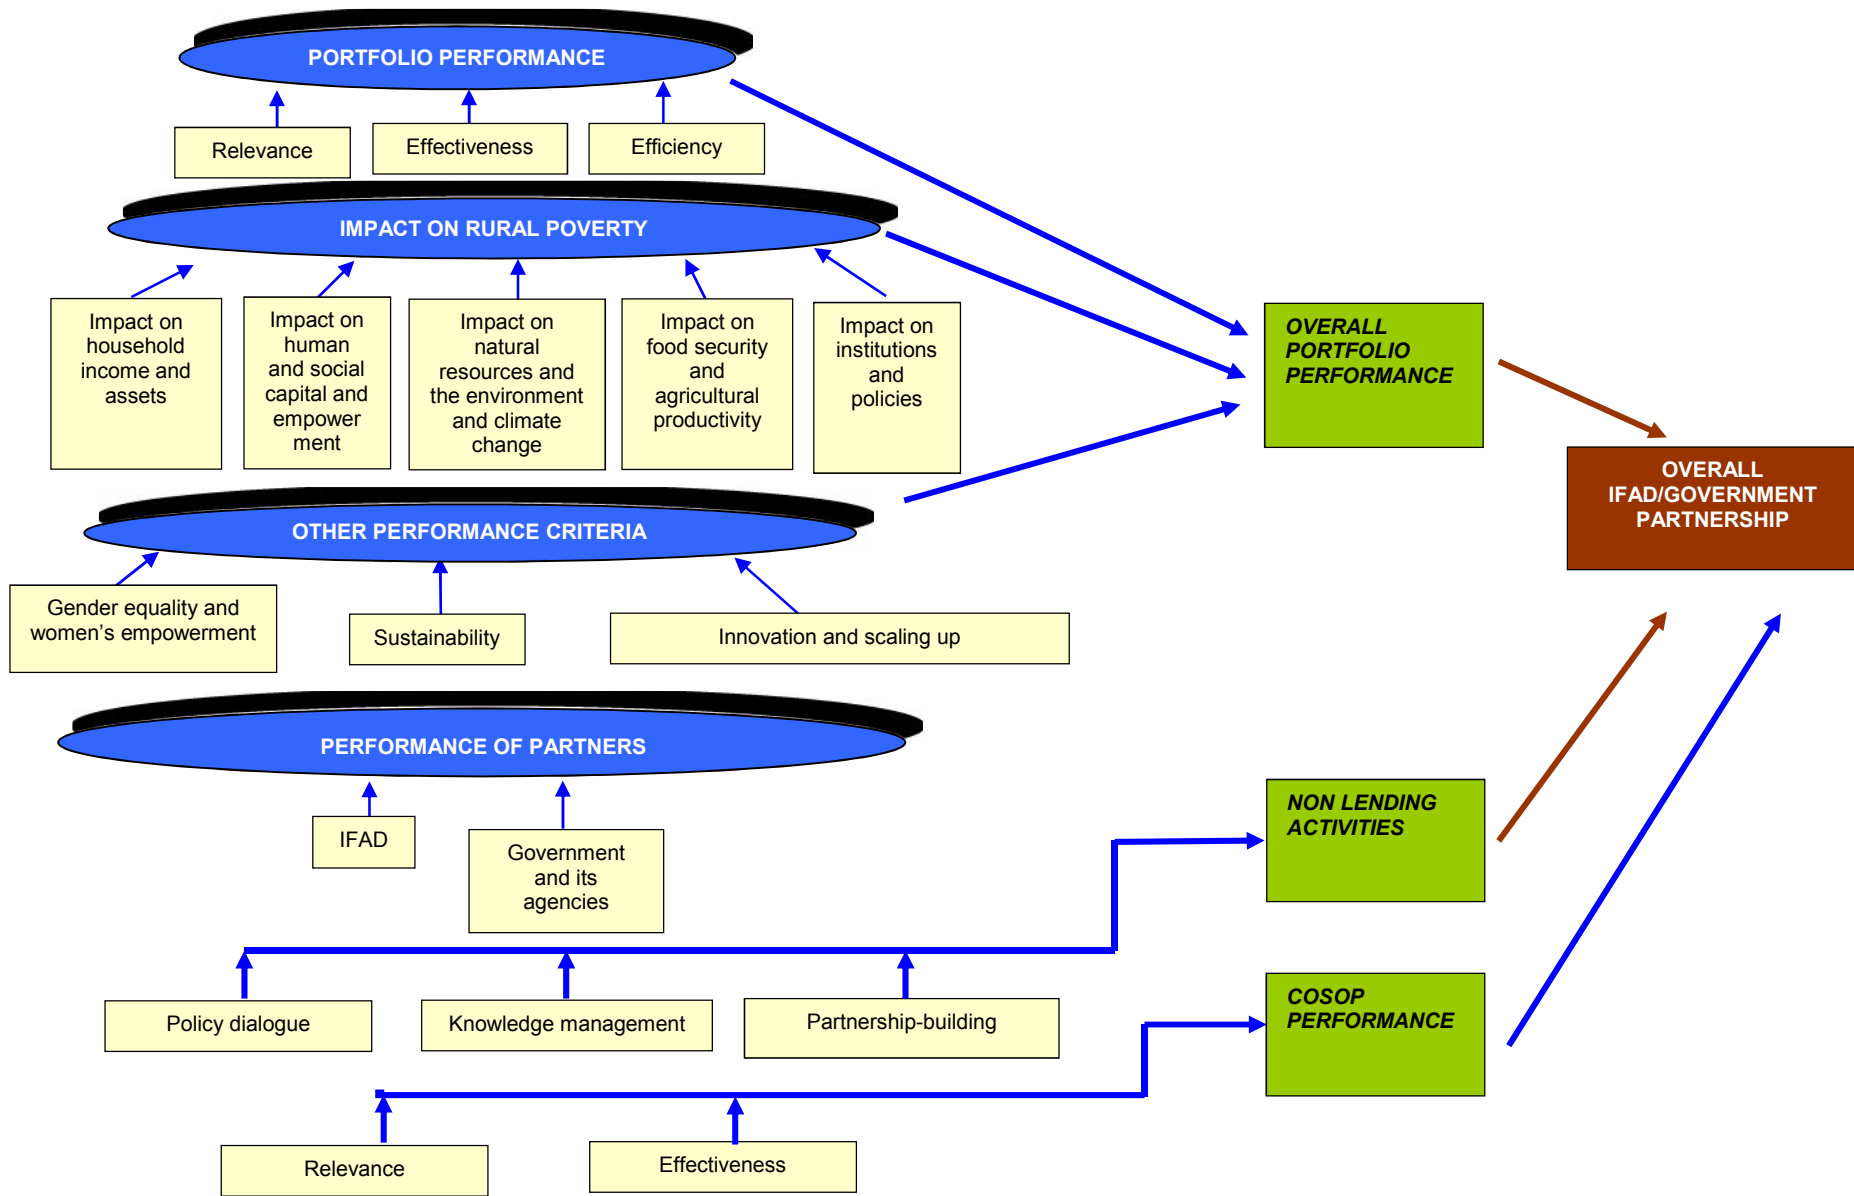 PORTFOLIO PERFORMANCE
Relevance
Effectiveness
Efficiency
IMPACT ON RURAL POVERTY
Impact on
household
income and
assets
Impact on
human
and social
capital and
empower
ment
Impact on
natural
resources and
the environment
and climate
change
Impact on
food security
and
agricultural
productivity
Impact on
institutions
and
policies
OVERALL
PORTFOLIO
PERFORMANCE
OVERALL
IFAD/GOVERNMENT
PARTNERSHIP
OTHER PERFORMANCE CRITERIA
Gender equality and
women’s empowerment
Sustainability
Innovation and scaling up
PERFORMANCE OF PARTNERS
IFAD
Government
and its
agencies
NON LENDING
ACTIVITIES
Policy dialogue
Knowledge management
Partnership-building
COSOP
PERFORMANCE
Relevance
Effectiveness